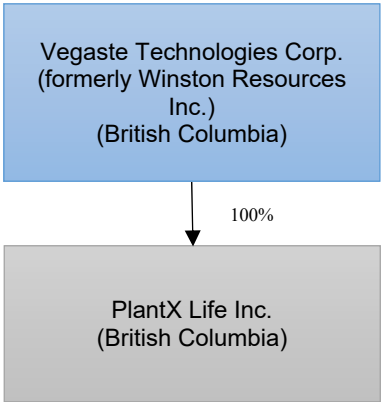 Vegaste Technologies Corp.
(formerly Winston Resources
Inc.)
(British Columbia)
100%
PlantX Life Inc.
(British Columbia)